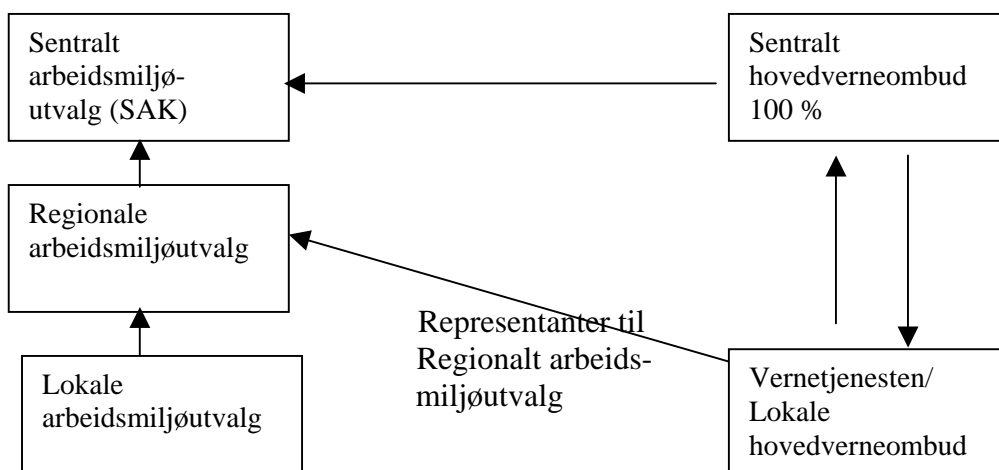 Sentralt
arbeidsmiljø-
utvalg (SAK)
Sentralt
hovedverneombud
100 %
Regionale
arbeidsmiljøutvalg
Representanter til
Regionalt arbeids-
miljøutvalg
Lokale
arbeidsmiljøutvalg
Vernetjenesten/
Lokale
hovedverneombud